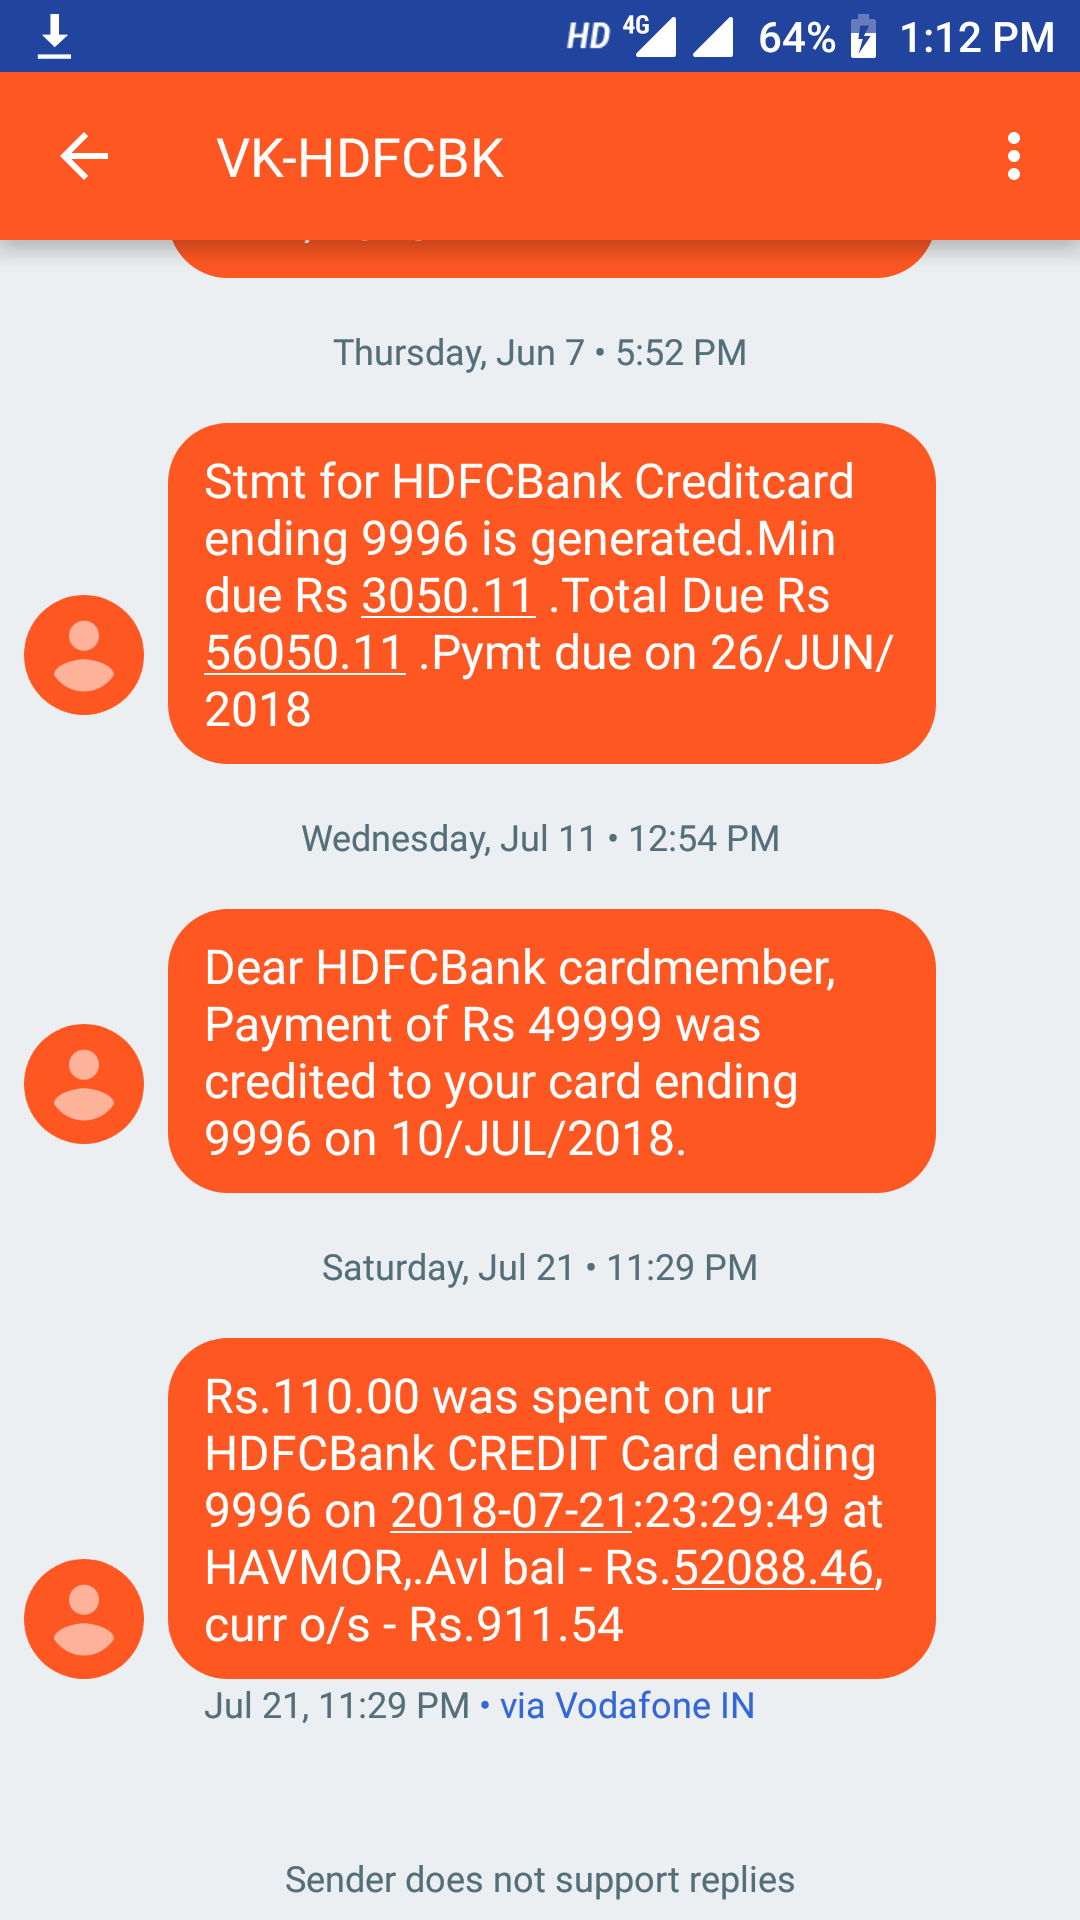 HD 4G 64% 1:12 PM
VK-HDFCBK
Thursday, Jun 7 • 5:52 PM
Stmt for HDFCBank Creditcard
ending 9996 is generated.Min
due Rs 3050.11 .Total Due Rs
56050.11 .Pymt due on 26/JUN/
2018
Wednesday, Jul 11 • 12:54 PM
Dear HDFCBank cardmember,
Payment of Rs 49999 was
credited to your card ending
9996 on 10/JUL/2018.
Saturday, Jul 21 • 11:29 PM
Rs.110.00 was spent on ur
HDFCBank CREDIT Card ending
9996 on 2018-07-21:23:29:49 at
HAVMOR,.Avl bal - Rs.52088.46,
curr o/s - Rs.911.54
Jul 21, 11:29 PM • via Vodafone IN
Sender does not support replies